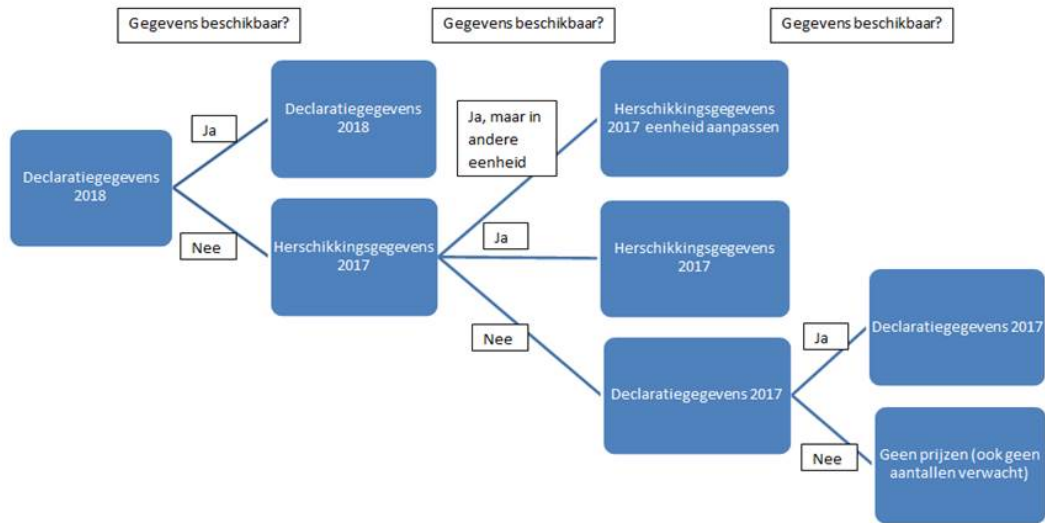 Gegevens beschikbaar?
Gegevens beschikbaar?
Gegevens beschikbaar?
Declaratiegegevens
2018
Ja
Nee
Declaratiegegevens
2018
Herschikkingsgegevens
2017
Ja, maar in
andere
eenheid
Ja
Nee
Herschikkingsgegevens
2017 eenheid aanpassen
Herschikkingsgegevens
2017
Declaratiegegevens 2017
Ja
Nee
Declaratiegegevens 2017
Geen prijzen (ook geen
aantallen verwacht)